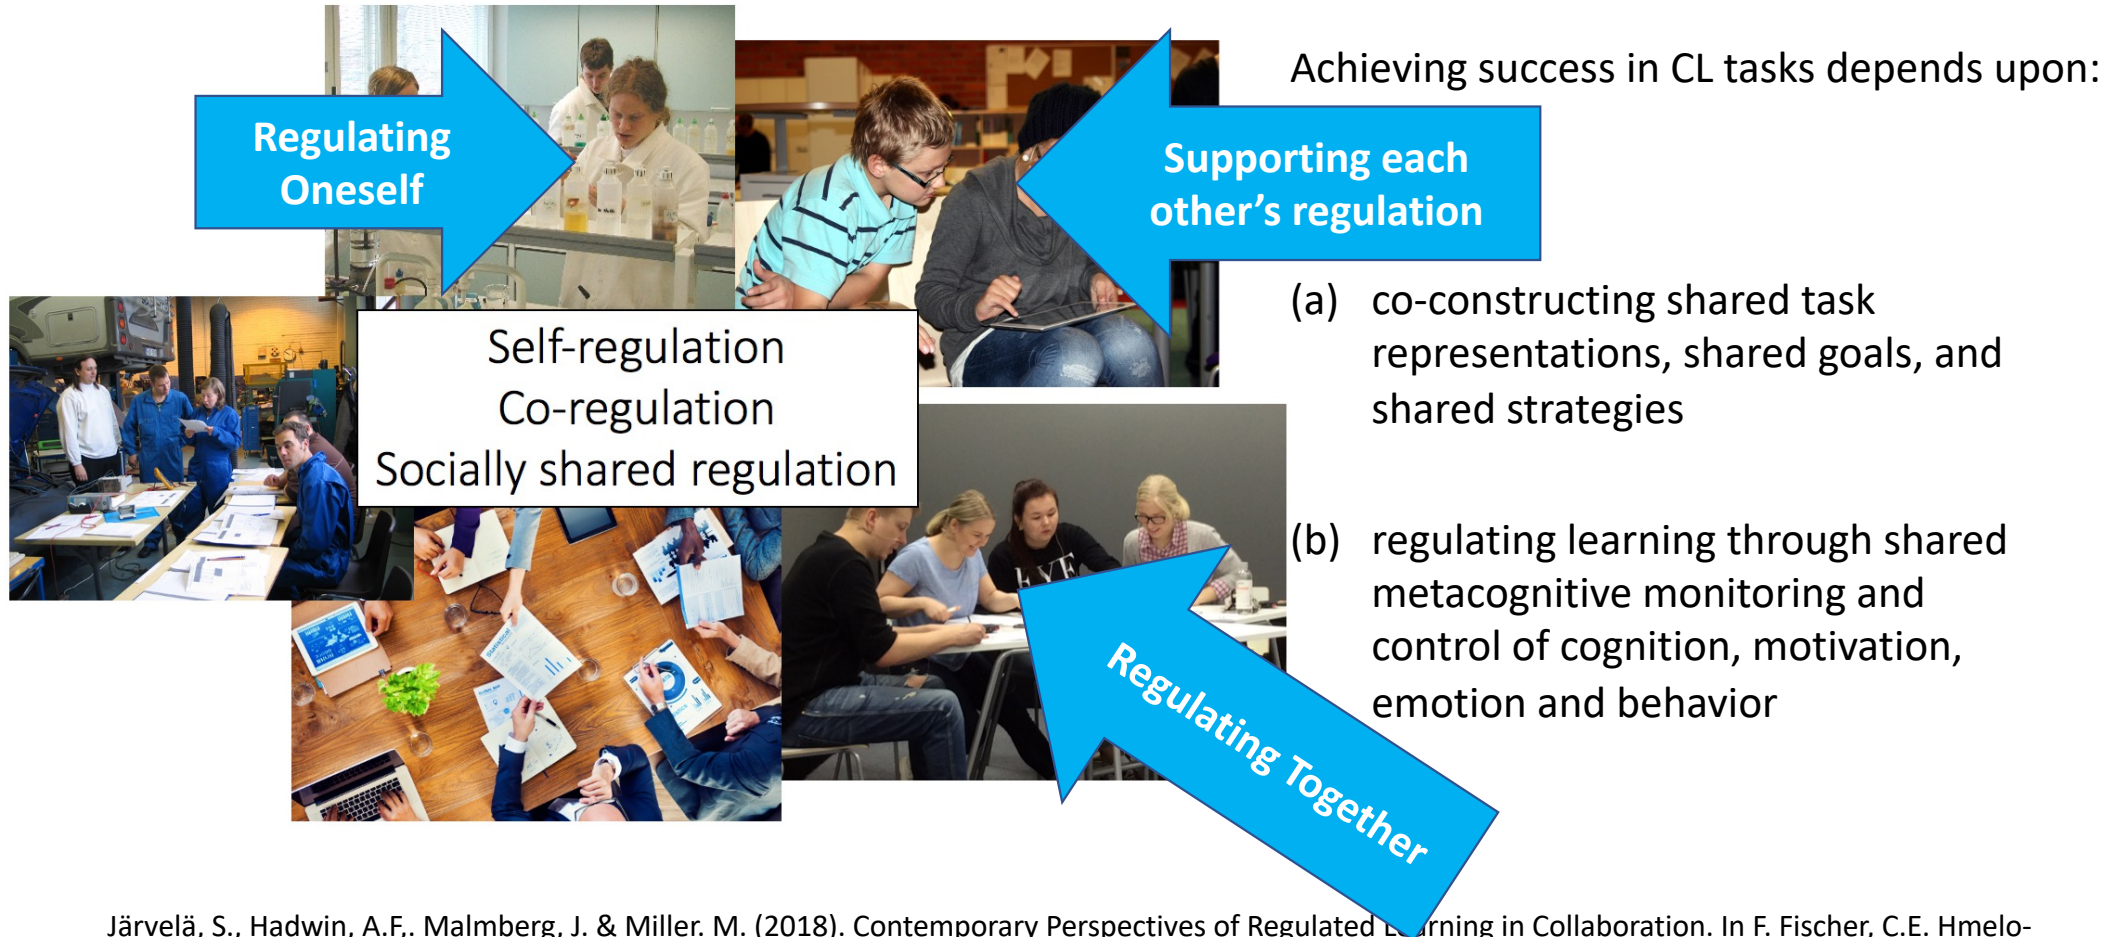 Achieving success in CL tasks depends upon:
Regulating
Oneself
Supporting each
other’s regulation
Self-regulation
Co-regulation
Socially shared regulation
(a) co-constructing shared task
representations, shared goals, and
shared strategies
(b) regulating learning through shared
metacognitive monitoring and
control of cognition, motivation,
emotion and behavior
Regulating Together
Järvelä, S., Hadwin, A.F,. Malmberg, J. & Miller. M. (2018). Contemporary Perspectives of Regulated Learning in Collaboration. In F. Fischer, C.E. Hmelo-